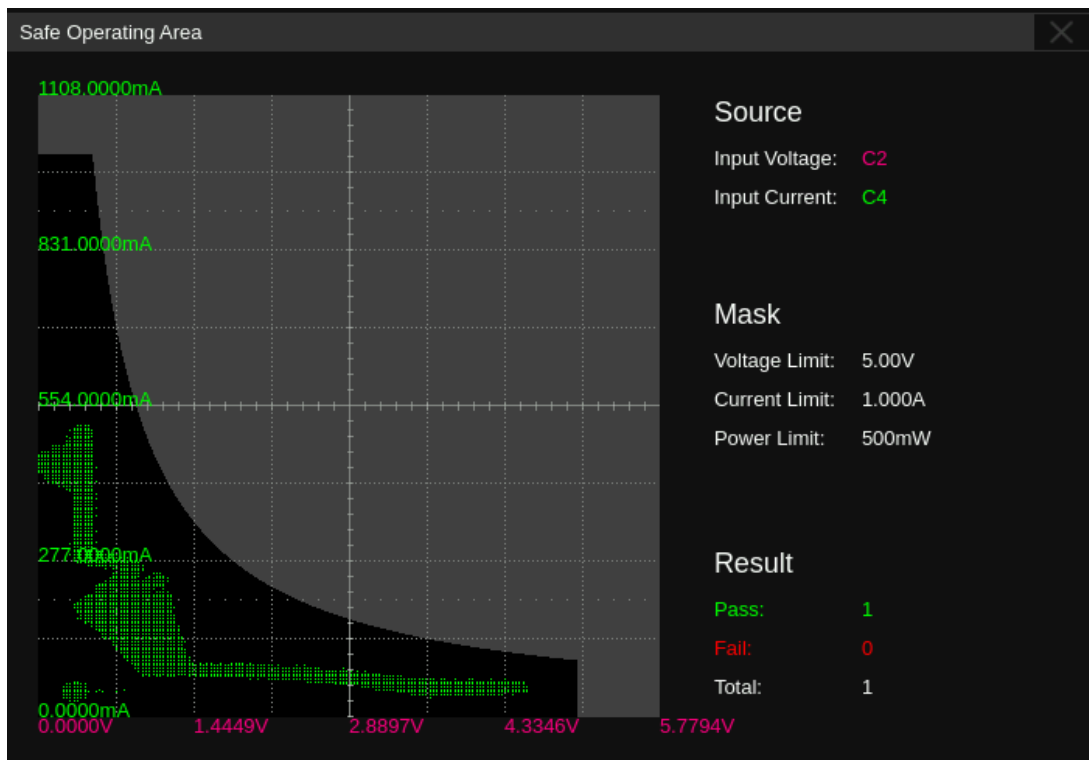 Safe Operating Area
1108.0000mA
831.0000mA
554.0000mA
277.0000mA
0.0000mA
0.0000V 1.4449V 2.8897V 4.3346V 5.7794V
Source
Input Voltage: C2
Input Current: C4
Mask
Voltage Limit: 5.00V
Current Limit: 1.000A
Power Limit: 500mW
Result
Pass: 1
Fail: 0
Total: 1